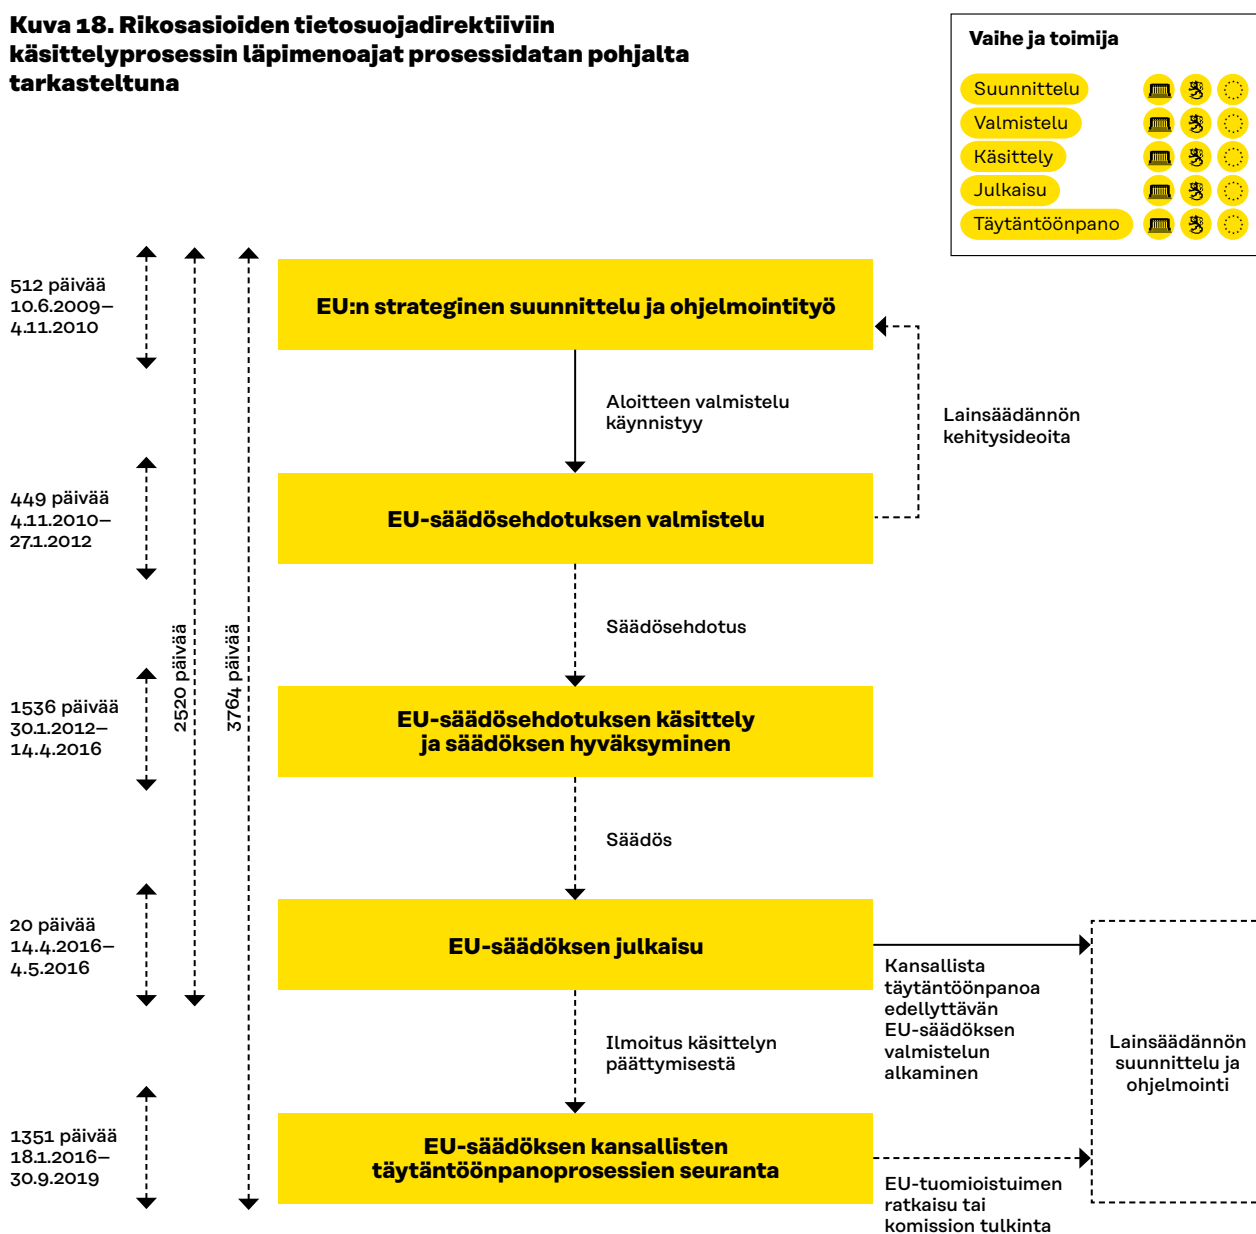 Kuva 18. Rikosasioiden tietosuojadirektiiviin
käsittelyprosessin läpimenoajat prosessidatan pohjalta
tarkasteltuna
Vaihe ja toimija
Suunnittelu
Valmistelu
Käsittely
Julkaisu
Täytäntöönpano
512 päivää
10.6.2009–
4.11.2010
EU:n strateginen suunnittelu ja ohjelmointityö
Aloitteen valmistelu
käynnistyy
Lainsäädännön
kehitysideoita
449 päivää
4.11.2010–
27.1.2012
EU-säädösehdotuksen valmistelu
2520 päivää
3764 päivää
Säädösehdotus
1536 päivää
30.1.2012–
14.4.2016
EU-säädösehdotuksen käsittely
ja säädöksen hyväksyminen
Säädös
20 päivää
14.4.2016–
4.5.2016
EU-säädöksen julkaisu
Kansallista
täytäntöönpanoa
edellyttävän
EU-säädöksen
valmistelun
alkaminen
Ilmoitus käsittelyn
päättymisestä
Lainsäädännön
suunnittelu ja
ohjelmointi
1351 päivää
18.1.2016–
30.9.2019
EU-säädöksen kansallisten
täytäntöönpanoprosessien seuranta
EU-tuomioistuimen
ratkaisu tai
komission tulkinta